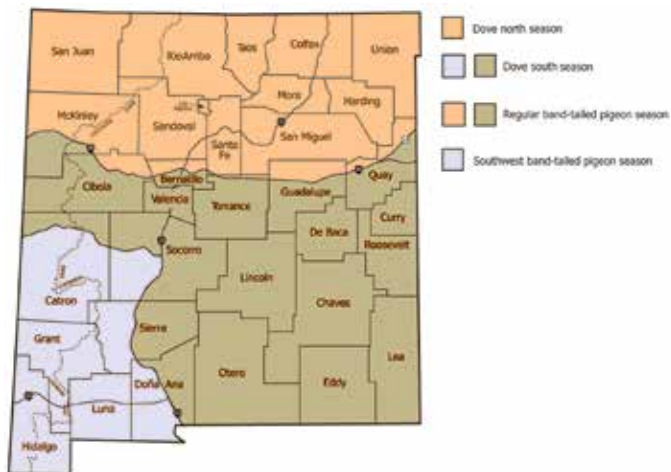 San Juan
Rio Arriba
Taos
Colfax
Union
Dove north season
Dove south season
Mora
Harding
McKinley
Sandoval
Santa
Fe
San Miguel
Regular band-tailed pigeon season
Southwest band-tailed pigeon season
Bernalillo
Cibola
Valencia
Torrance
Guadalupe
Quay
Curry
De Baca
Roosevelt
Socorro
Lincoln
Catron
Chaves
Sierra
Grant
Lea
Doña Ana
Otero
Eddy
Luna
Hidalgo